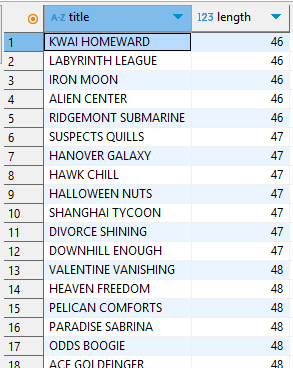 A-Z title 123 length
1 KWAI HOMEWARD 46
2 LABYRINTH LEAGUE 46
3 IRON MOON 46
4 ALIEN CENTER 46
5 RIDGEMONT SUBMARINE 46
6 SUSPECTS QUILLS 47
7 HANOVER GALAXY 47
8 HAWK CHILL 47
9 HALLOWEEN NUTS 47
10 SHANGHAI TYCOON 47
11 DIVORCE SHINING 47
12 DOWNHILL ENOUGH 47
13 VALENTINE VANISHING 48
14 HEAVEN FREEDOM 48
15 PELICAN COMFORTS 48
16 PARADISE SABRINA 48
17 ODDS BOOGIE 48
18 ACE GOLDFINGER 48